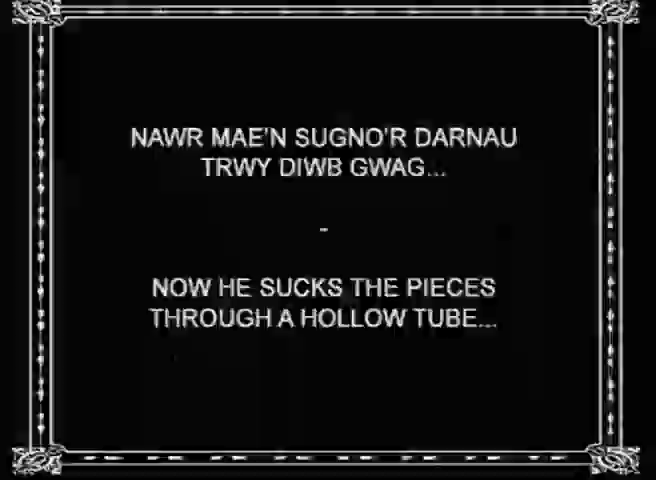 NAWR MAE'N SUGNO'R DARNAU
TRWY DIWB GWAG...
-
NOW HE SUCKS THE PIECES
THROUGH A HOLLOW TUBE...